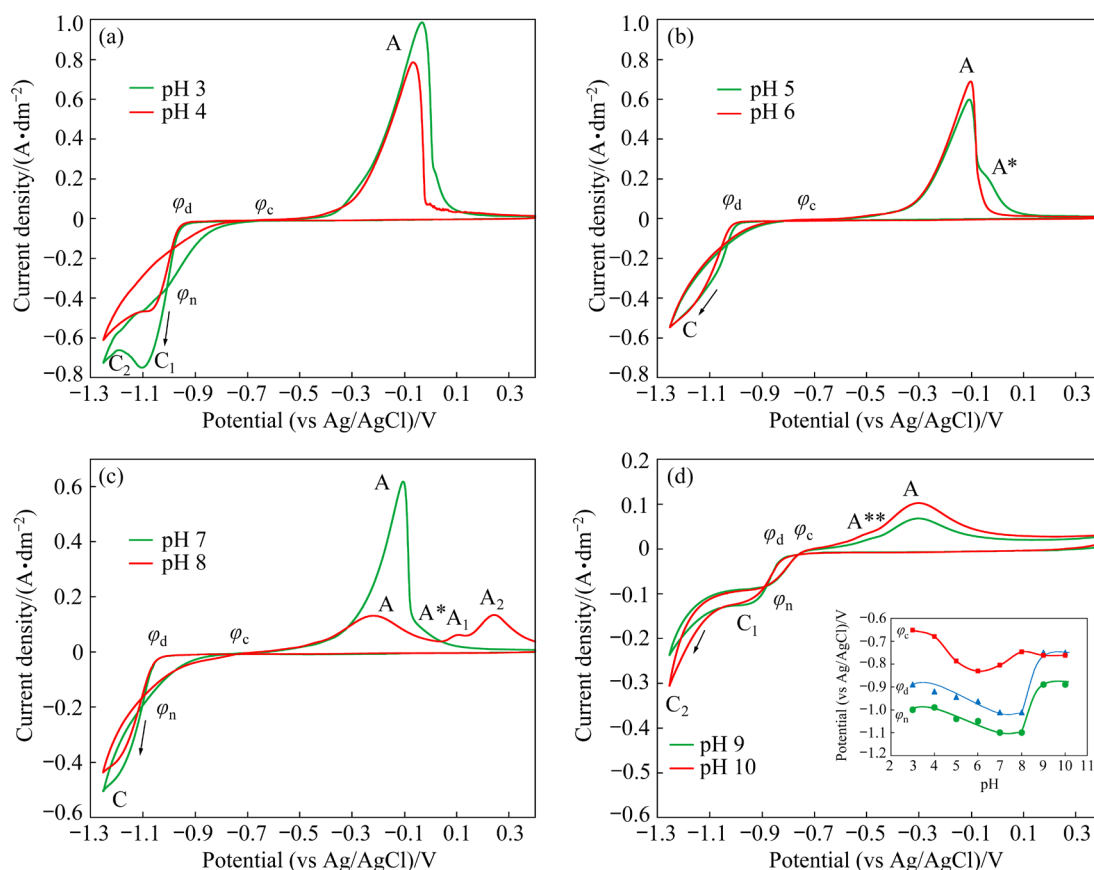 (a)
A
pH 3
pH 4
φd
φc
φn
C2
C1
1.0
0.8
0.6
0.4
0.2
0
−0.2
−0.4
−0.6
−0.8
Current density/(A•dm−2)
−1.3
−1.1
−0.9
−0.7
−0.5
−0.3
−0.1
0.1
0.3
Potential (vs Ag/AgCl)/V
(b)
A
pH 5
pH 6
A*
φd
φc
C
1.0
0.8
0.6
0.4
0.2
0
−0.2
−0.4
−0.6
−0.8
Current density/(A•dm−2)
−1.3
−1.1
−0.9
−0.7
−0.5
−0.3
−0.1
0.1
0.3
Potential (vs Ag/AgCl)/V
(c)
A
pH 7
pH 8
A
A*
A1
A2
φd
φc
φn
C
0.6
0.4
0.2
0
−0.2
−0.4
−0.6
Current density/(A•dm−2)
−1.3
−1.1
−0.9
−0.7
−0.5
−0.3
−0.1
0.1
0.3
Potential (vs Ag/AgCl)/V
(d)
A
A**
φc
φd
φn
C1
C2
pH 9
pH 10
0.2
0.1
0
−0.1
−0.2
−0.3
−0.4
−0.5
−0.6
Current density/(A•dm−2)
−1.3
−1.1
−0.9
−0.7
−0.5
−0.3
−0.1
0.1
0.3
Potential (vs Ag/AgCl)/V
−0.6
−0.7
−0.8
−0.9
−1.0
−1.1
−1.2
Potential (vs Ag/AgCl)/V
φc
φd
φn
2
3
4
5
6
7
8
9
10
11
pH